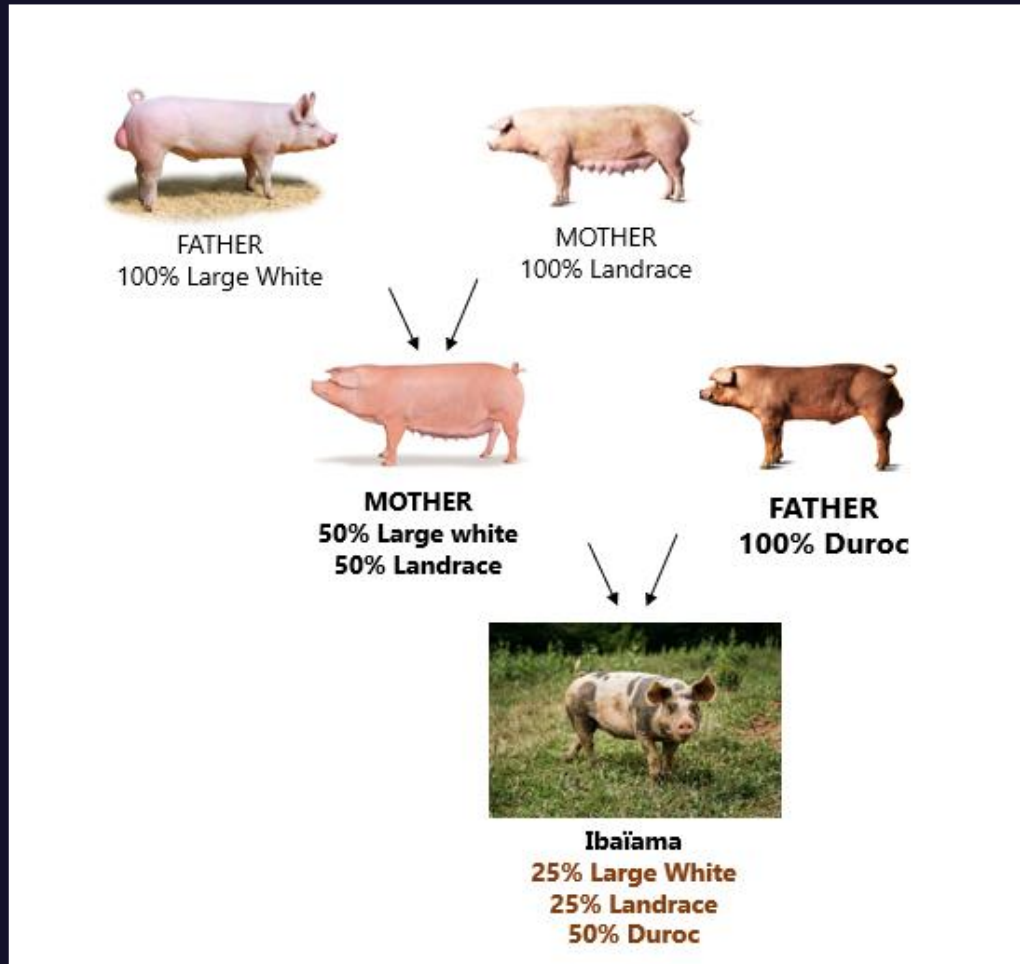 FATHER
100% Large White
MOTHER
100% Landrace
MOTHER
50% Large white
50% Landrace
FATHER
100% Duroc
Ibaïama
25% Large White
25% Landrace
50% Duroc